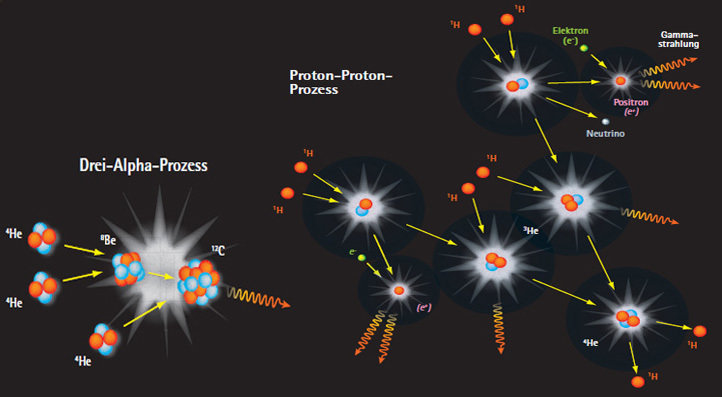 Drei-Alpha-Prozess
⁴He
⁸Be
¹²C
⁴He
⁴He
Proton-Proton-
Prozess
¹H
¹H
Elektron
(e⁻)
Gamma-
strahlung
Positron
(e⁺)
Neutrino
¹H
¹H
¹H
¹H
³He
e⁻
(e⁺)
⁴He
¹H
¹H